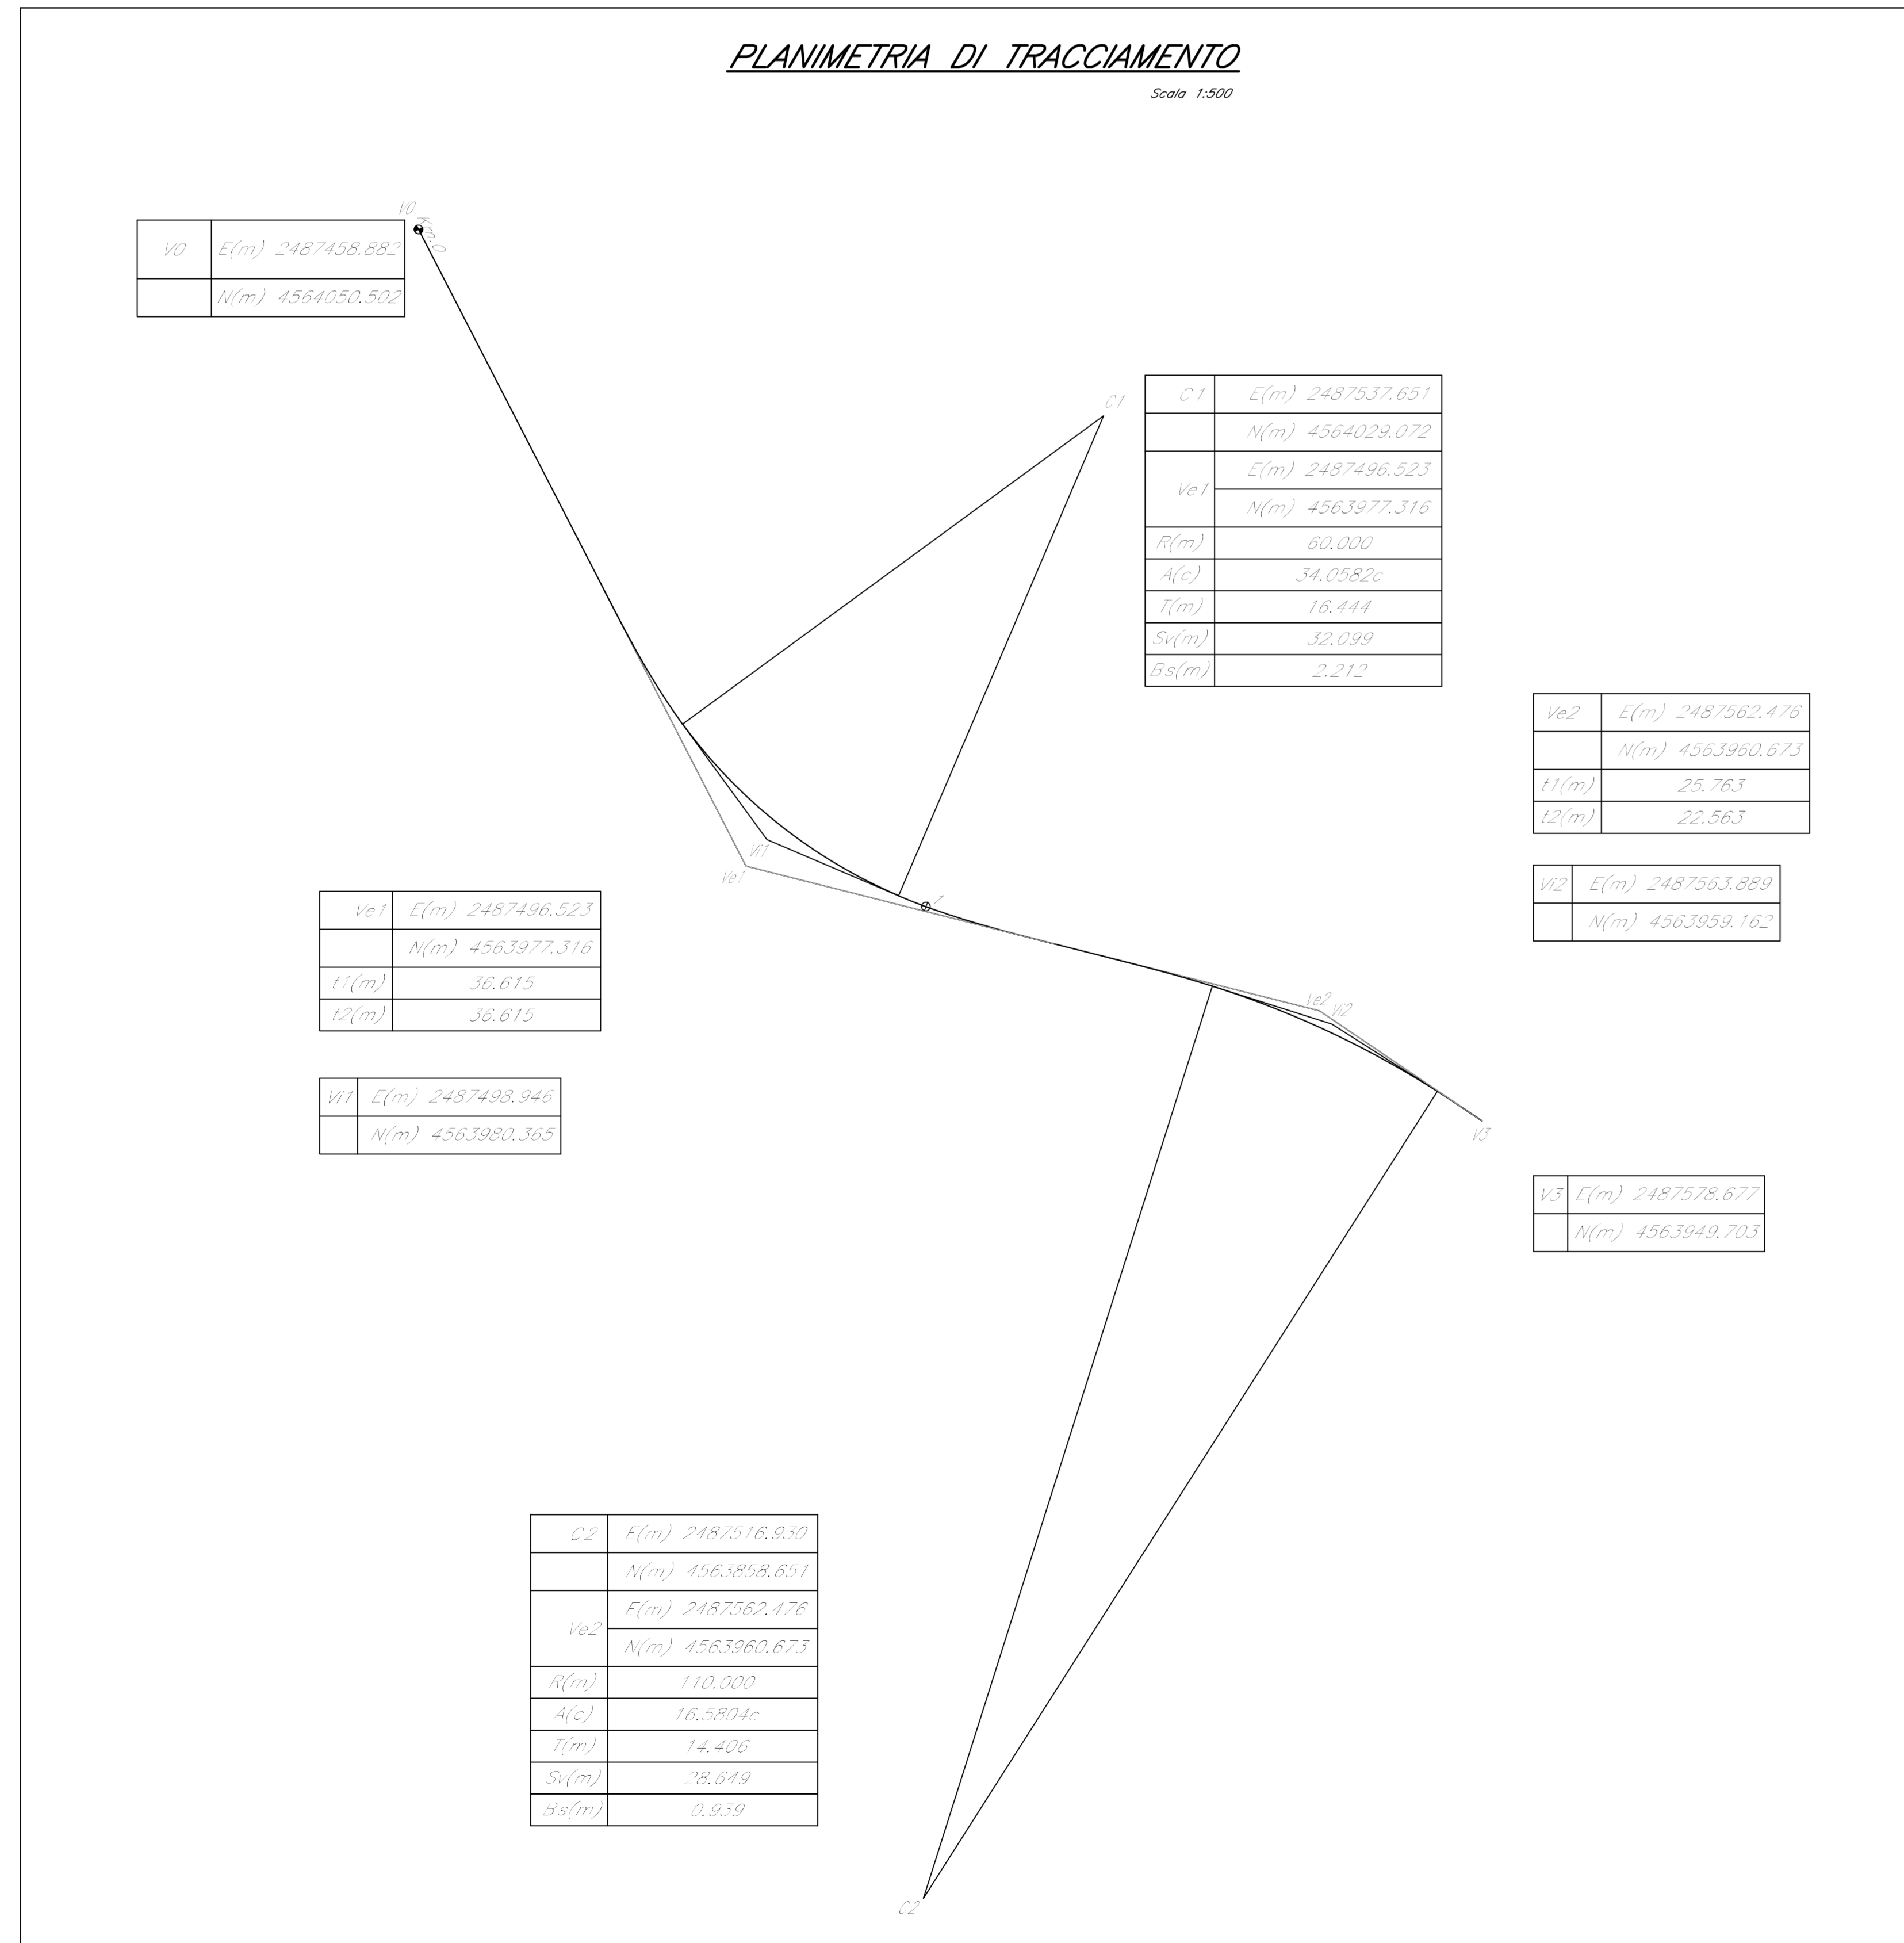 PLANIMETRIA DI TRACCIAMENTO
Scala 1:500
V0
Km.0
V0 E(m) 2487458.882
N(m) 4564050.502
C1
C1 E(m) 2487537.651
N(m) 4564029.072
Ve1 E(m) 2487496.523
N(m) 4563977.316
R(m) 60.000
A(c) 34.0582c
T(m) 16.444
Sv(m) 32.099
Bs(m) 2.212
Ve2 E(m) 2487562.476
N(m) 4563960.673
t1(m) 25.763
t2(m) 22.563
Vi1
Ve1
1
Vi2 E(m) 2487563.889
N(m) 4563959.162
Ve1 E(m) 2487496.523
N(m) 4563977.316
t1(m) 36.615
t2(m) 36.615
Ve2
Vi2
Vi1 E(m) 2487498.946
N(m) 4563980.365
V3
V3 E(m) 2487578.677
N(m) 4563949.703
C2 E(m) 2487516.930
N(m) 4563858.651
Ve2 E(m) 2487562.476
N(m) 4563960.673
R(m) 110.000
A(c) 16.5804c
T(m) 14.406
Sv(m) 28.649
Bs(m) 0.939
C2